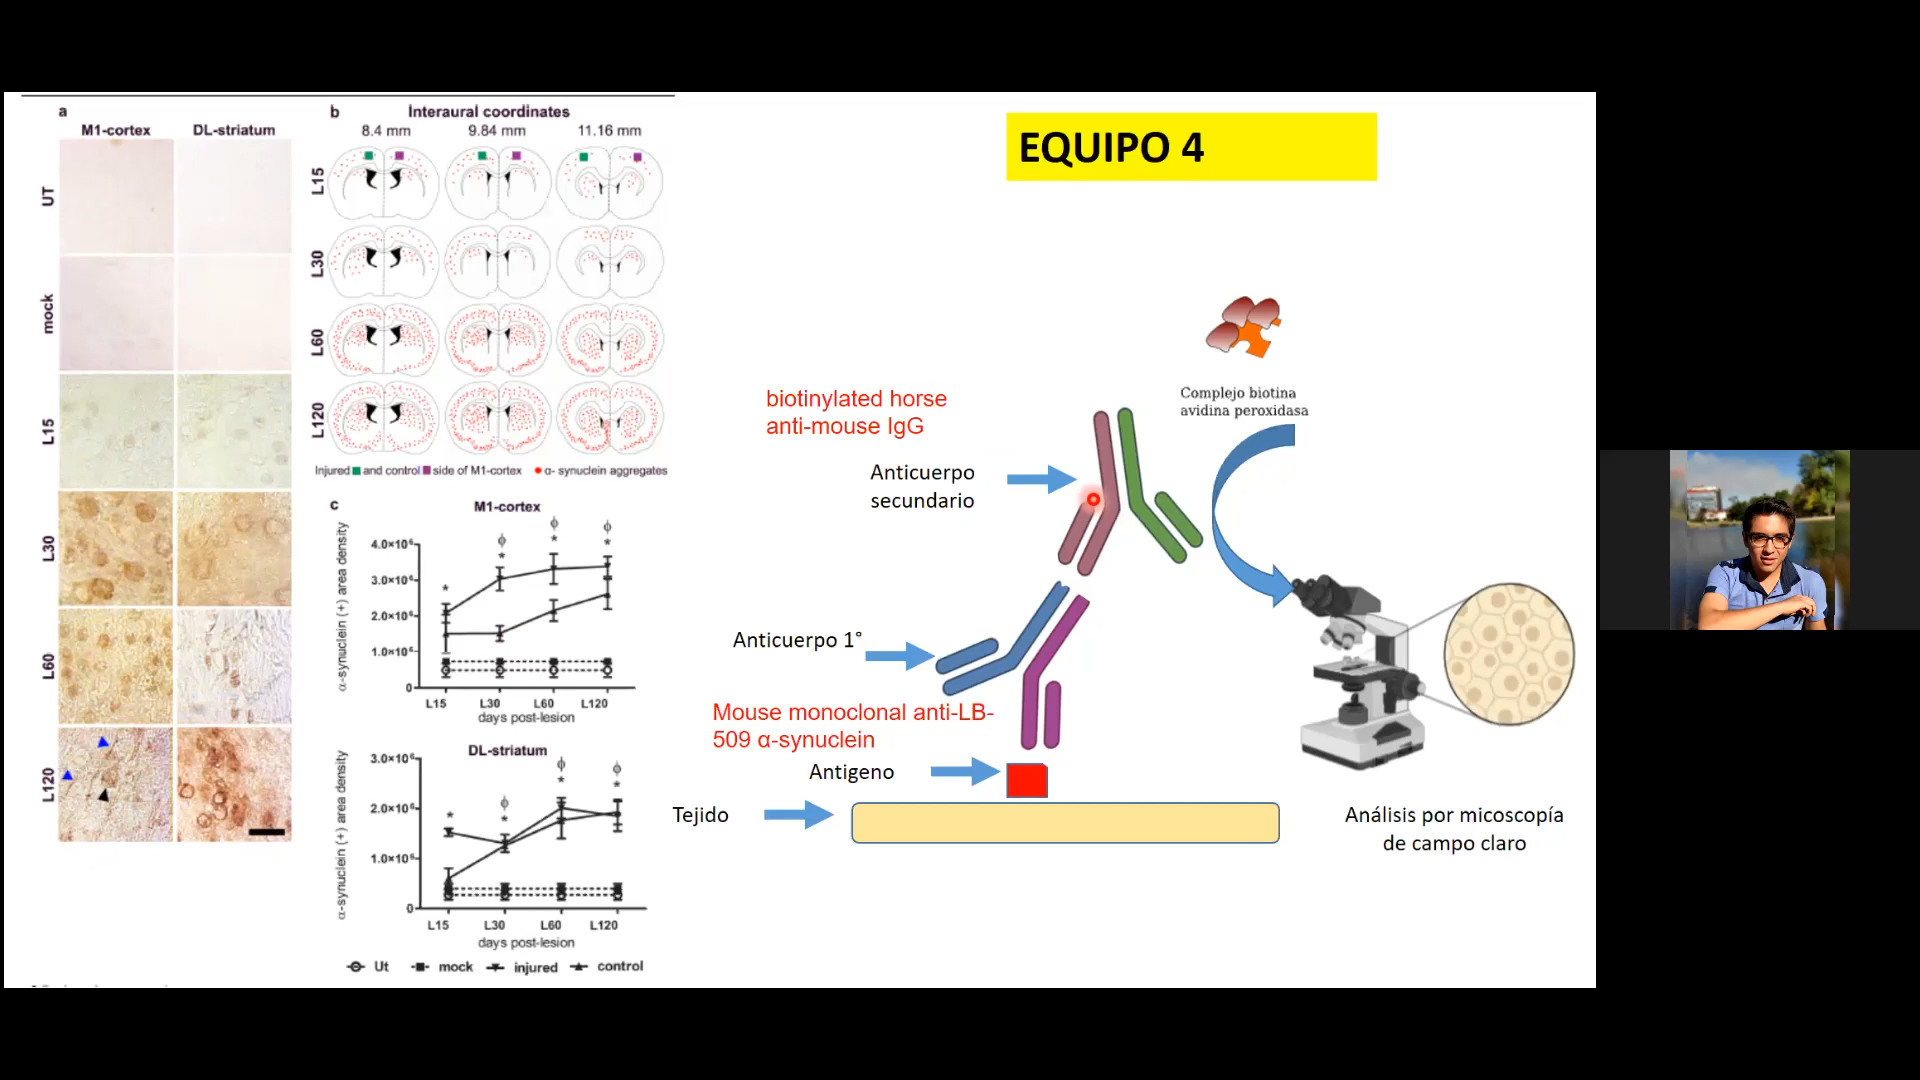 a
M1-cortex
DL-striatum
UT
mock
L15
L30
L60
L120
b
Interaural coordinates
8.4 mm
9.84 mm
11.16 mm
L15
L30
L60
L120
Injured and control side of M1-cortex α- synuclein aggregates
c
M1-cortex
α-synuclein (+) area density
4.0×10⁶
3.0×10⁶
2.0×10⁶
1.0×10⁶
0
*
ϕ
*
ϕ
*
ϕ
*
L15
L30
L60
L120
days post-lesion
DL-striatum
α-synuclein (+) area density
3.0×10⁶
2.0×10⁶
1.0×10⁶
0
*
ϕ
*
ϕ
*
ϕ
*
L15
L30
L60
L120
days post-lesion
Ut
mock
injured
control
EQUIPO 4
Complejo biotina
avidina peroxidasa
biotinylated horse
anti-mouse IgG
Anticuerpo
secundario
Anticuerpo 1°
Mouse monoclonal anti-LB-
509 α-synuclein
Antigeno
Tejido
Análisis por micoscopía
de campo claro